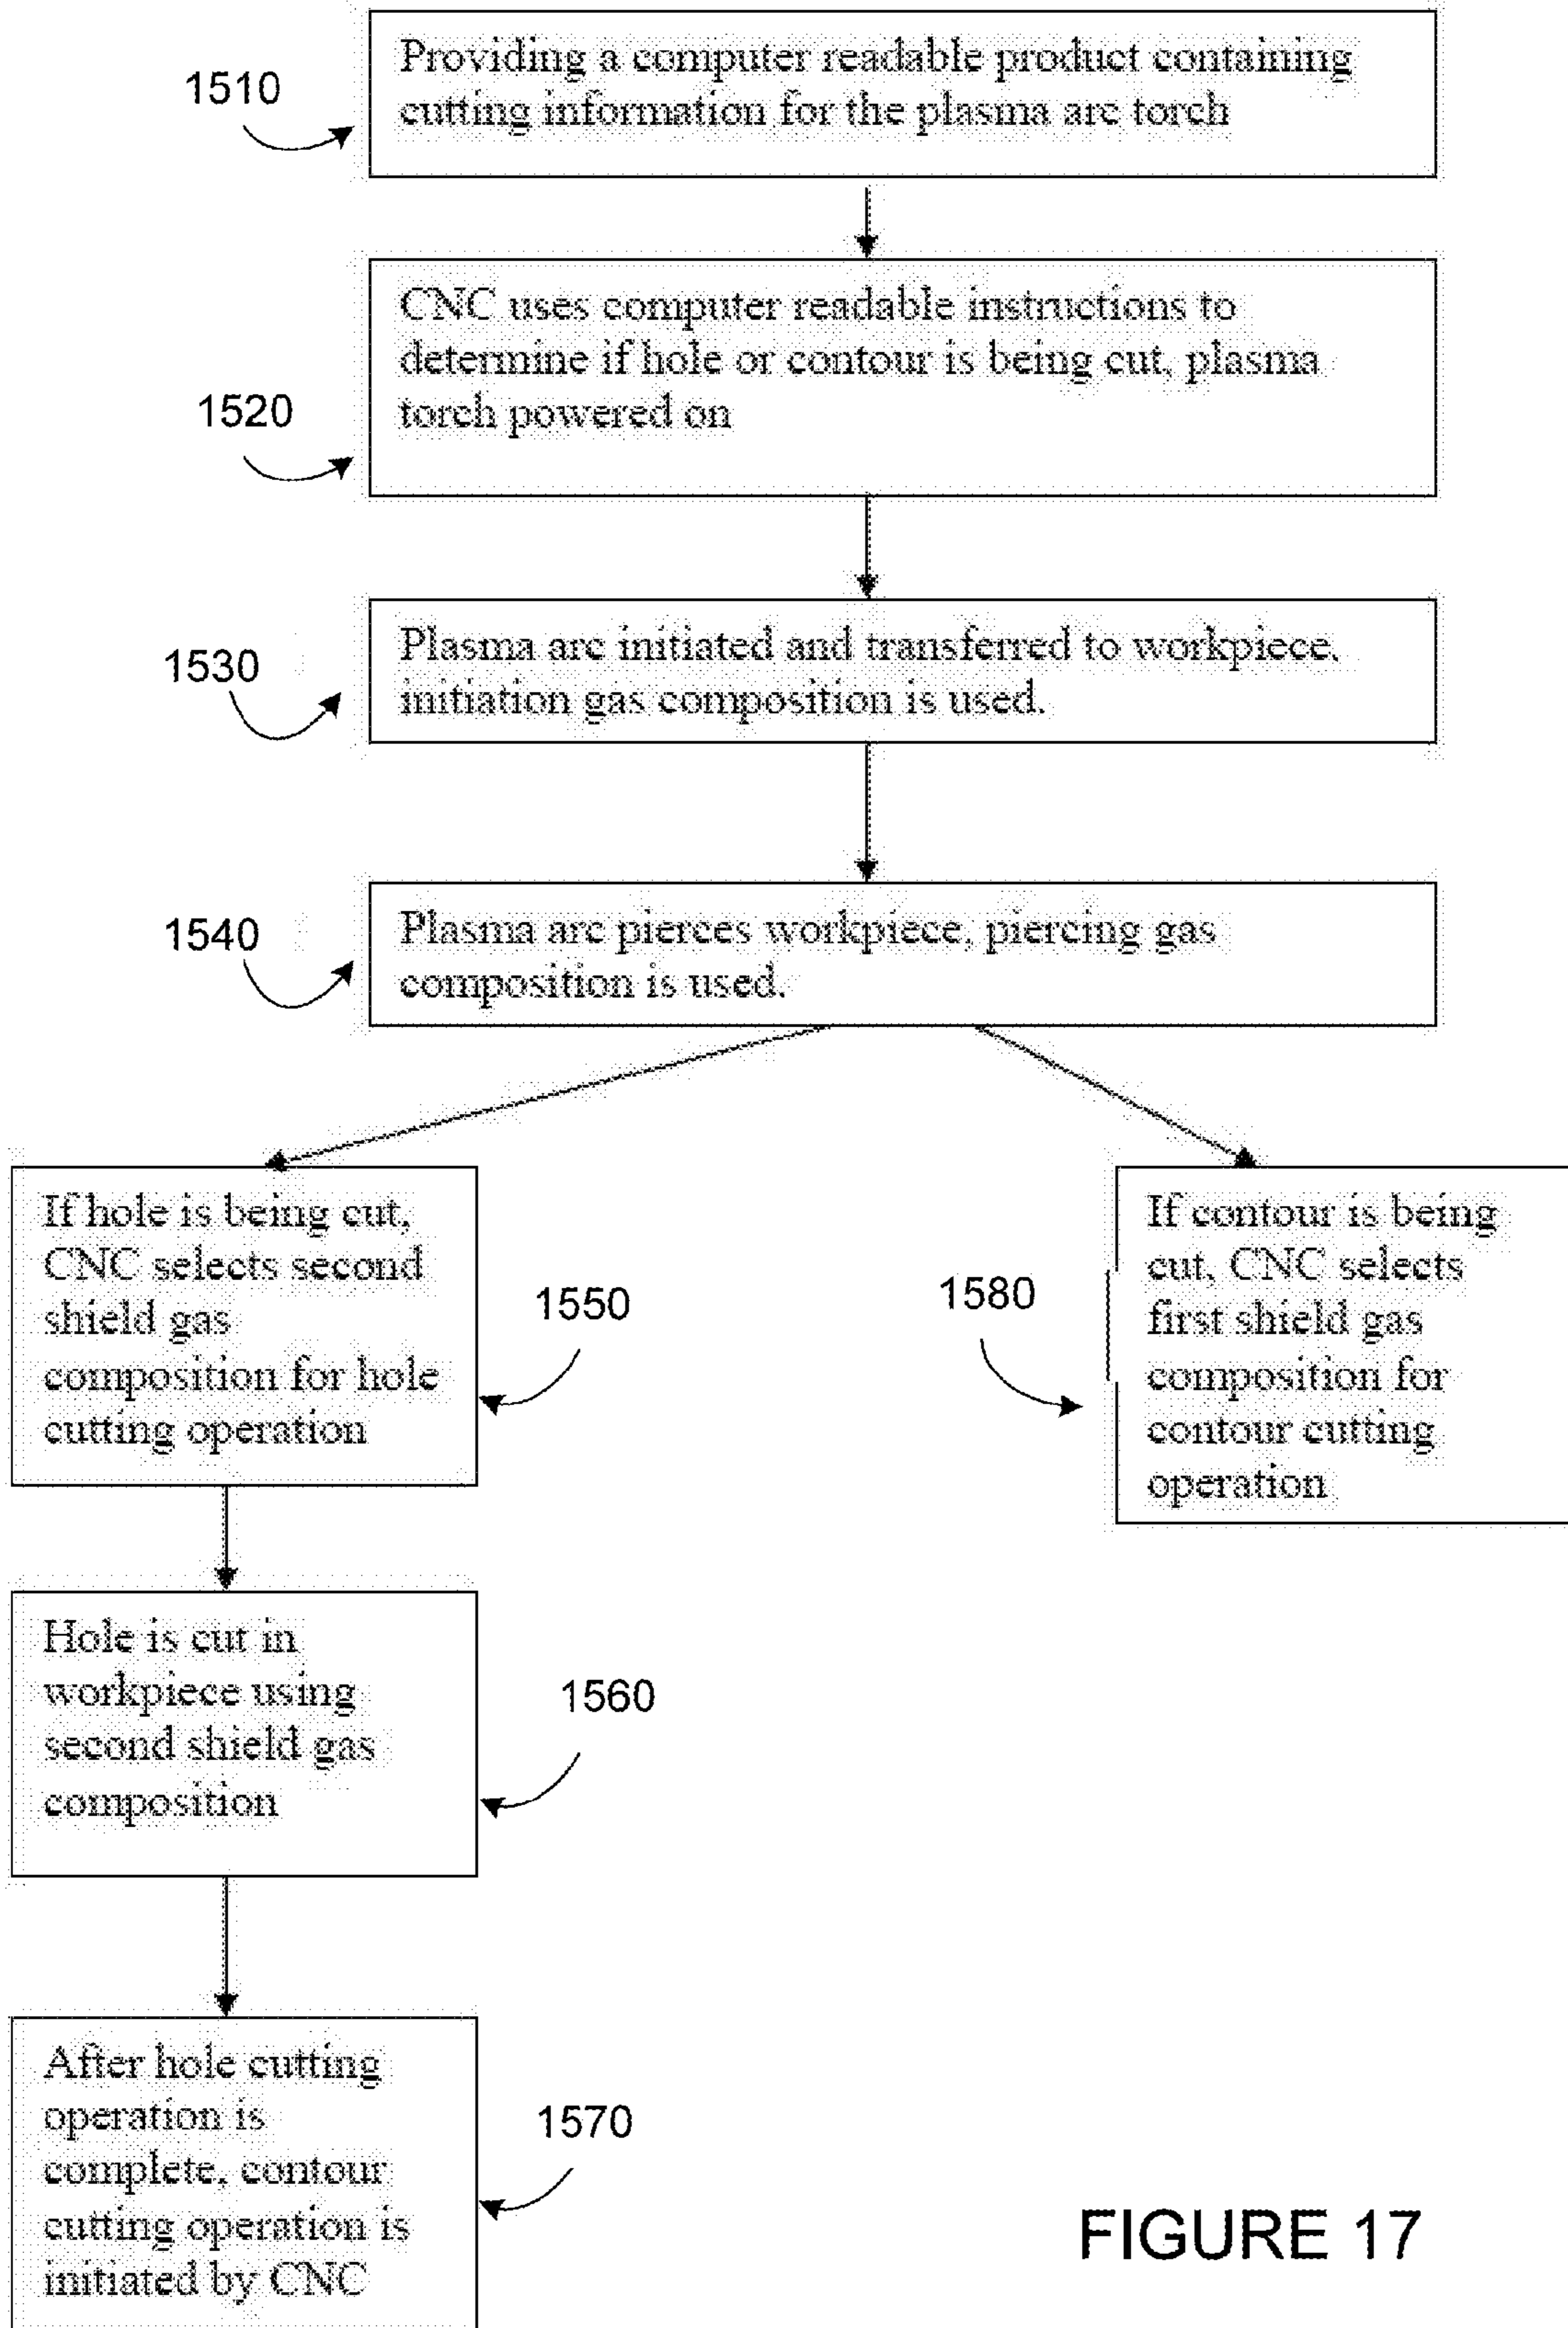 1510
Providing a computer readable product containing
cutting information for the plasma arc torch
1520
CNC uses computer readable instructions to
determine if hole or contour is being cut, plasma
torch powered on
1530
Plasma arc initiated and transferred to workpiece,
initiation gas composition is used.
1540
Plasma arc pierces workpiece, piercing gas
composition is used.
If hole is being cut,
CNC selects second
shield gas
composition for hole
cutting operation
1550
1580
If contour is being
cut, CNC selects
first shield gas
composition for
contour cutting
operation
Hole is cut in
workpiece using
second shield gas
composition
1560
After hole cutting
operation is
complete, contour
cutting operation is
initiated by CNC
1570
FIGURE 17